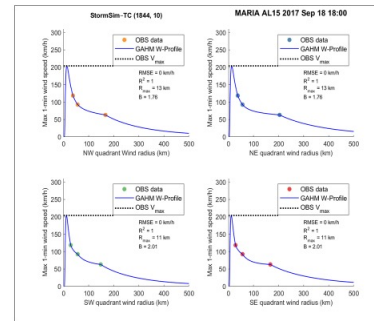 StormSim-TC (1844, 10)
MARIA AL15 2017 Sep 18 18:00
Max 1-min wind speed (km/h)
300
250
200
150
100
50
0
OBS data
GAHM W-Profile
OBS V max
RMSE = 0 km/h
R² = 1
R max = 13 km
B = 1.76
0 100 200 300 400 500
NW quadrant Wind radius (km)
Max 1-min wind speed (km/h)
300
250
200
150
100
50
0
OBS data
GAHM W-Profile
OBS V max
RMSE = 0 km/h
R² = 1
R max = 13 km
B = 1.76
0 100 200 300 400 500
NE quadrant wind radius (km)
Max 1-min wind speed (km/h)
300
250
200
150
100
50
0
OBS data
GAHM W-Profile
OBS V max
RMSE = 0 km/h
R² = 1
R max = 11 km
B = 2.01
0 100 200 300 400 500
SW quadrant wind radius (km)
Max 1-min wind speed (km/h)
300
250
200
150
100
50
0
OBS data
GAHM W-Profile
OBS V max
RMSE = 0 km/h
R² = 1
R max = 11 km
B = 2.01
0 100 200 300 400 500
SE quadrant wind radius (km)